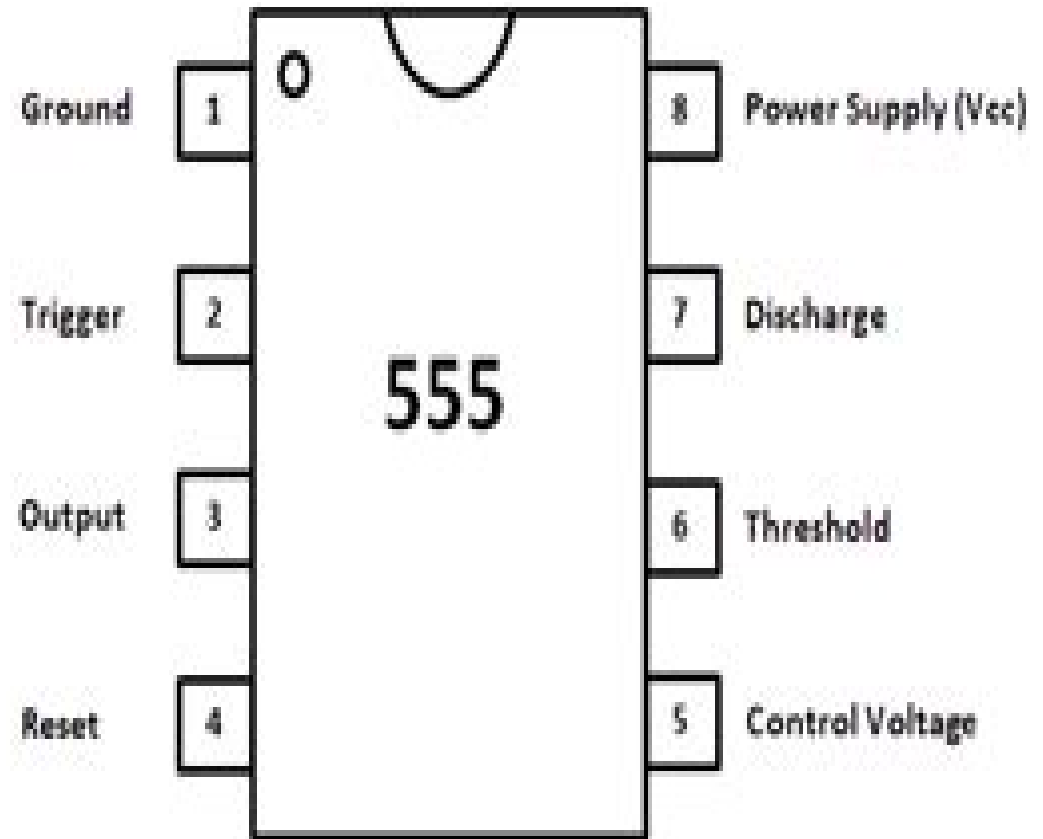 Ground 1
8 Power Supply (Vcc)
Trigger 2
7 Discharge
555
Output 3
6 Threshold
Reset 4
5 Control Voltage